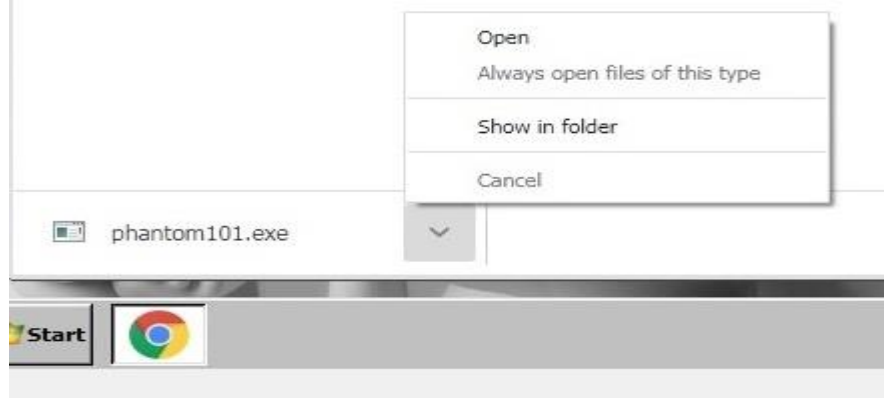 Open
Always open files of this type
Show in folder
Cancel
phantom101.exe
Start